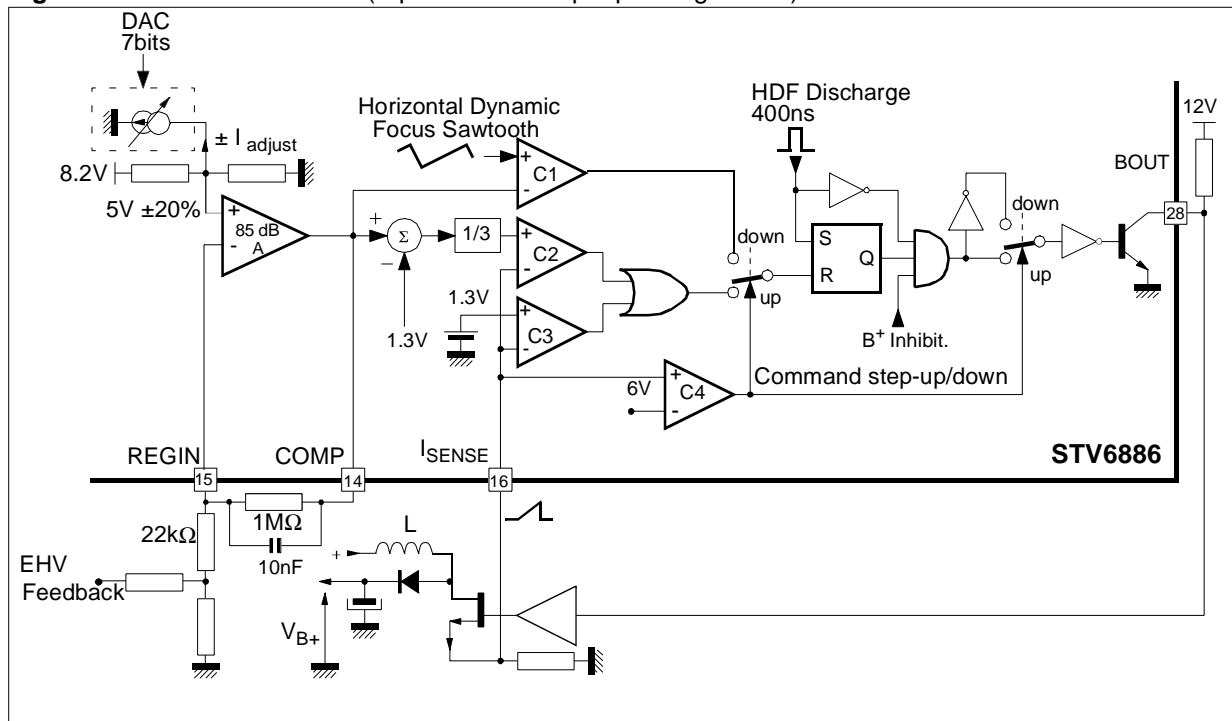 DAC
7bits
± I adjust
8.2V
5V ±20%
85 dB
A
Horizontal Dynamic
Focus Sawtooth
HDF Discharge
400ns
12V
BOUT
28
+
-
C1
+
-
Σ
1/3
1.3V
+
-
C2
1.3V
+
-
C3
down
up
S
R
Q
B+ Inhibit.
down
up
6V
+
-
C4
Command step-up/down
STV6886
REGIN
15
COMP
14
ISENSE
16
22kΩ
1MΩ
10nF
EHV
Feedback
L
+
VB+